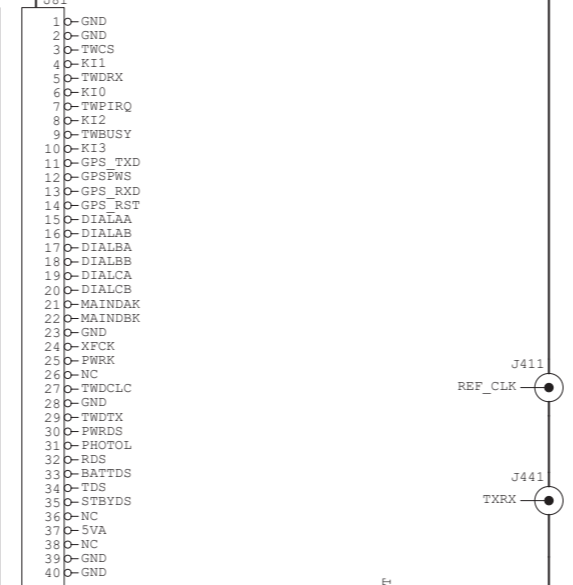 J81
1 GND
2 GND
3 TWCS
4 KI1
5 TWDRX
6 KI0
7 TWPIRQ
8 KI2
9 TWBUSY
10 KI3
11 GPS_TXD
12 GPSPWS
13 GPS_RXD
14 GPS_RST
15 DIALAA
16 DIALAB
17 DIALBA
18 DIALBB
19 DIALCA
20 DIALCB
21 MAINDAK
22 MAINDBK
23 GND
24 XFCK
25 PWRK
26 NC
27 TWDCLC
28 GND
29 TWDTX
30 PWRDS
31 PHOTOL
32 RDS
33 BATTDS
34 TDS
35 STBYDS
36 NC
37 5VA
38 NC
39 GND
40 GND
J411
REF_CLK
J441
TXRX